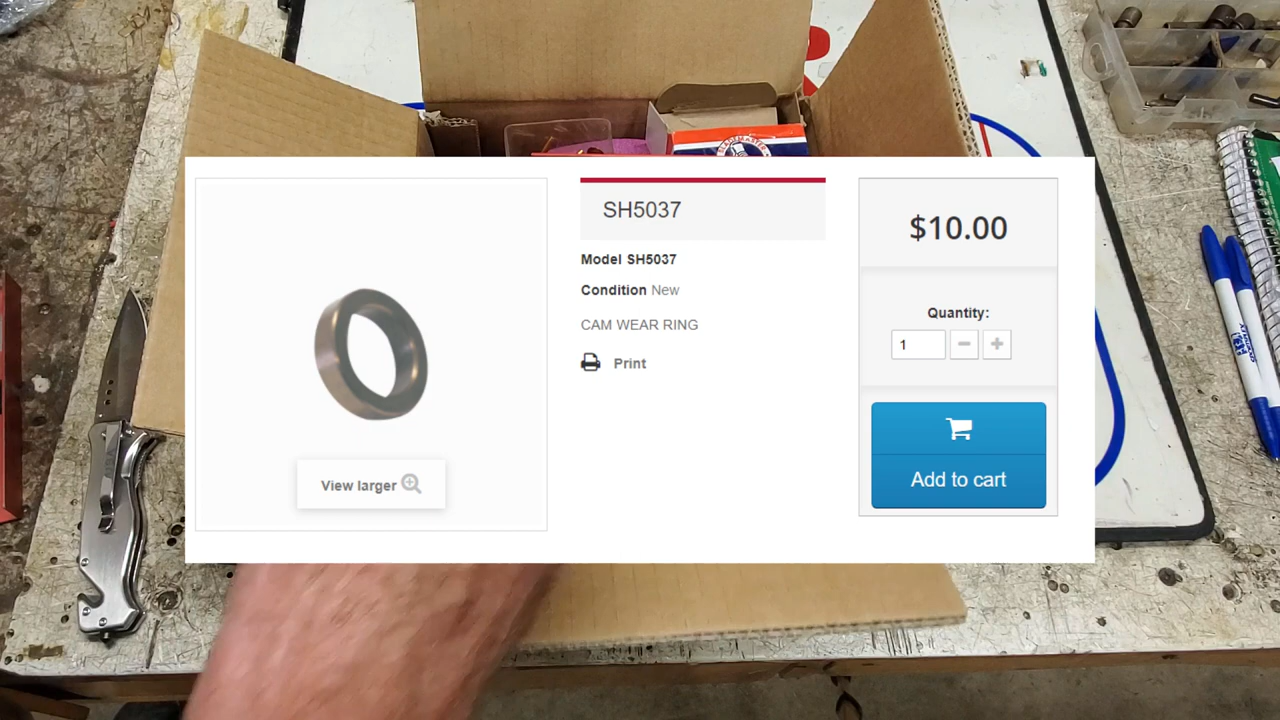 SH5037
Model SH5037
Condition New
CAM WEAR RING
Print
View larger
$10.00
Quantity:
1
Add to cart